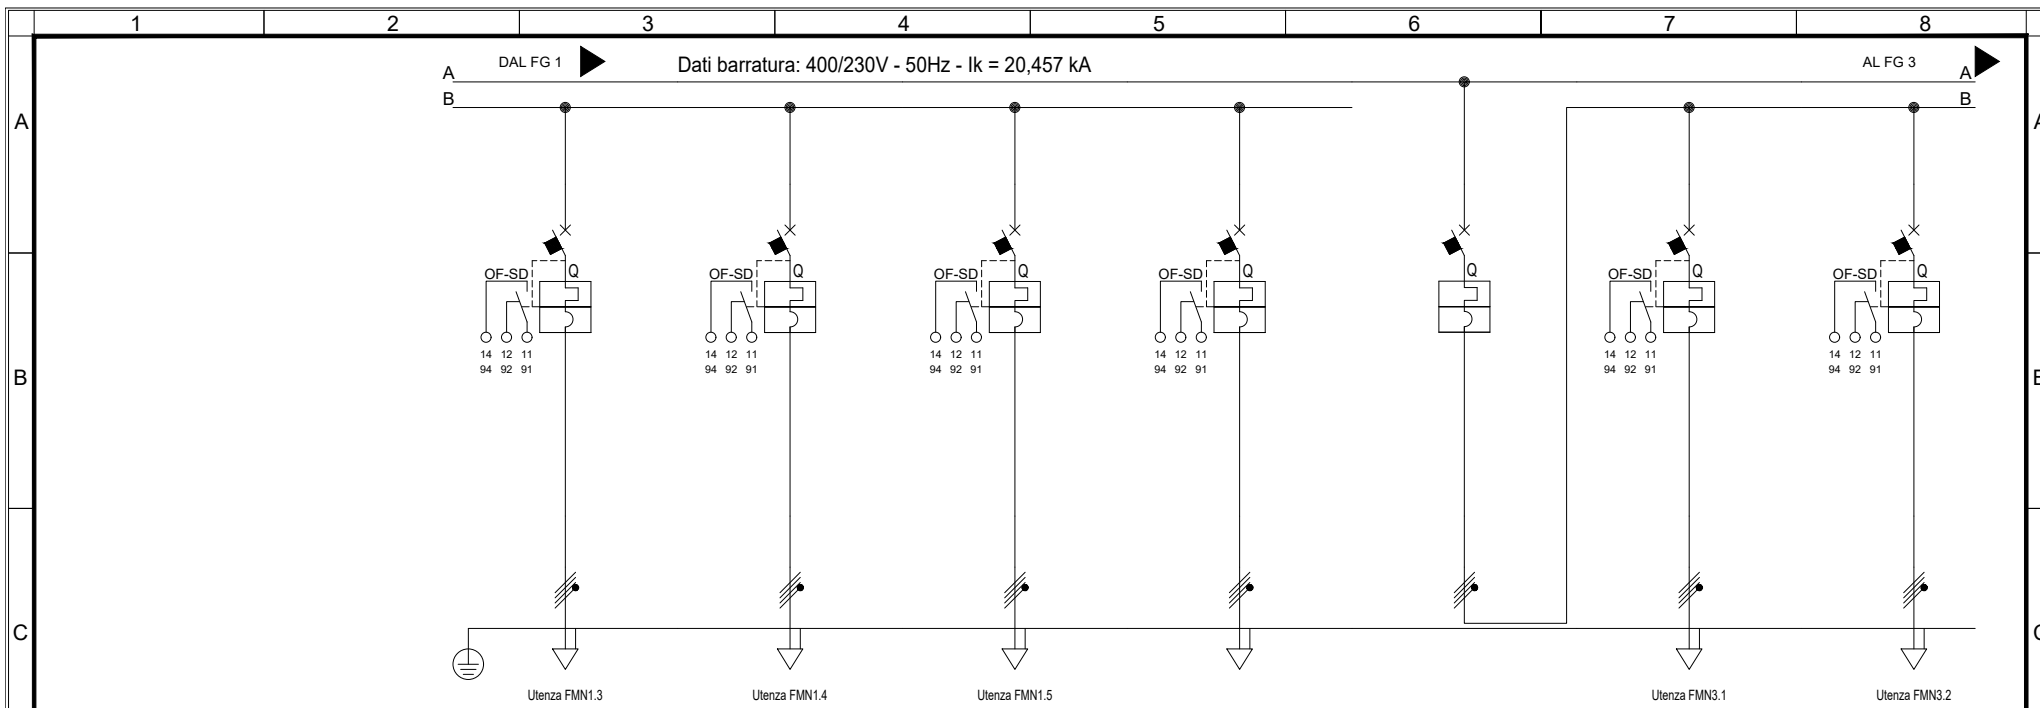 1 2 3 4 5 6 7 8
DAL FG 1 Dati barratura: 400/230V - 50Hz - Ik = 20,457 kA AL FG 3
A A
B B
A A
OF-SD Q OF-SD Q OF-SD Q OF-SD Q Q OF-SD Q OF-SD Q
14 12 11 14 12 11 14 12 11 14 12 11 14 12 11 14 12 11
94 92 91 94 92 91 94 92 91 94 92 91 94 92 91 94 92 91
B B
C C
Utenza FMN1.3 Utenza FMN1.4 Utenza FMN1.5 Utenza FMN3.1 Utenza FMN3.2